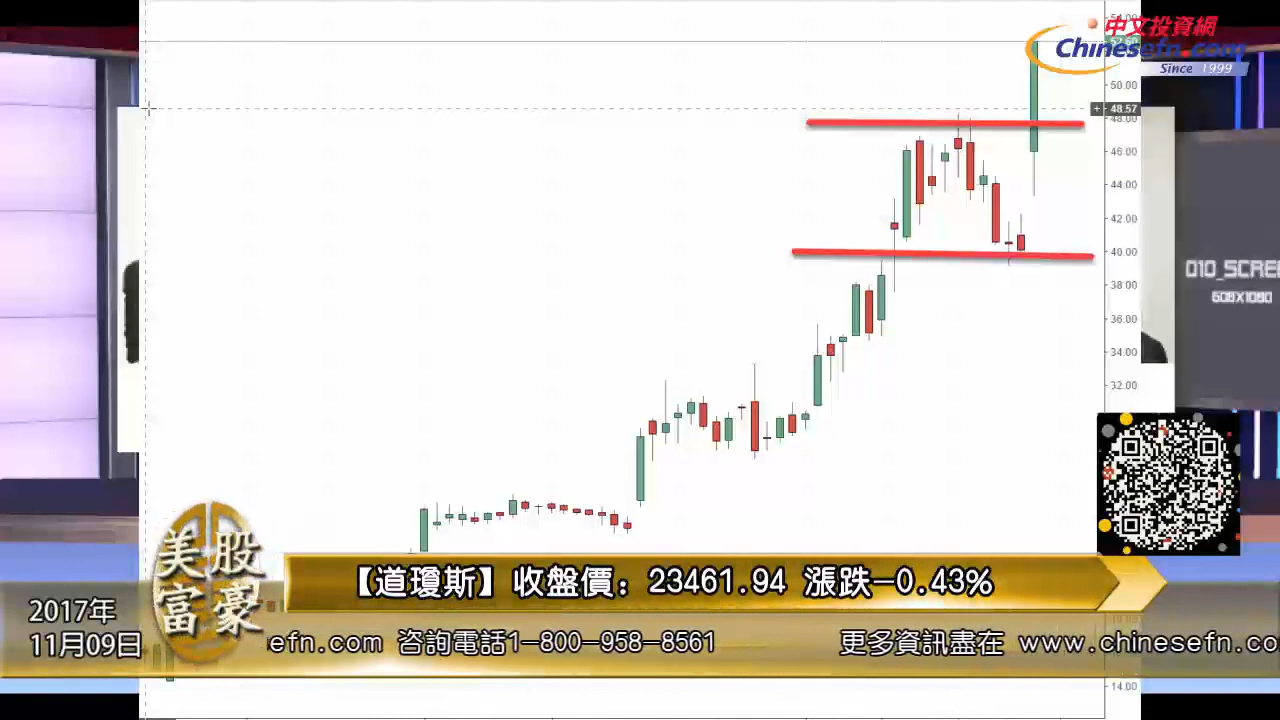 54.00
中文投資網
Chinesefn.com
Since 1999
50.00
+ 48.57
48.00
46.00
44.00
42.00
40.00
38.00
36.00
34.00
32.00
010_SCREE
608X1080
美股
富豪
【道瓊斯】收盤價：23461.94 漲跌-0.43%
2017年
11月09日
efn.com 咨詢電話1-800-958-8561 更多資訊盡在 www.chinesefn.co
14.00